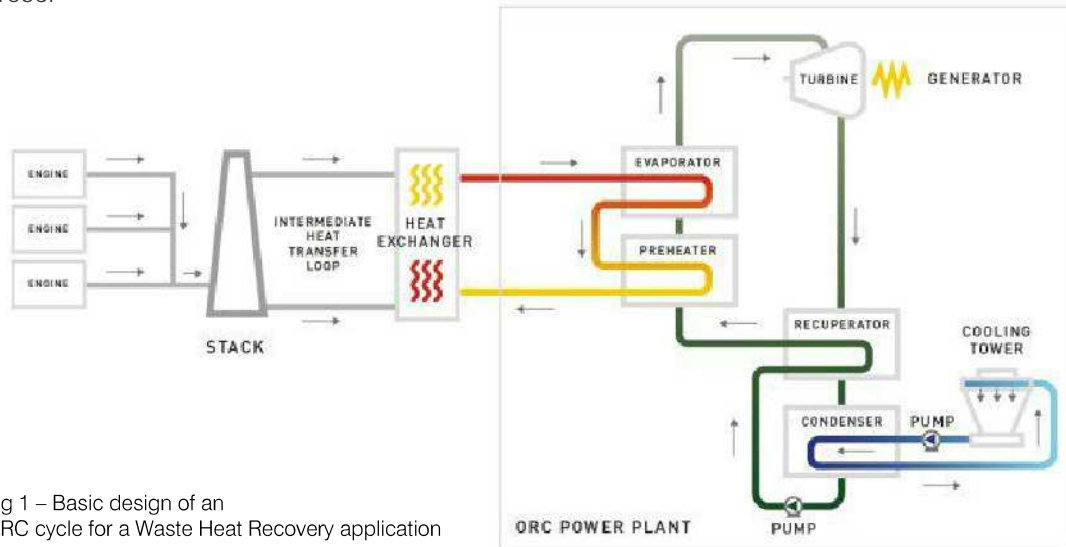 ENGINE
ENGINE
ENGINE
STACK
INTERMEDIATE
HEAT
TRANSFER
LOOP
HEAT
EXCHANGER
EVAPORATOR
PREHEATER
TURBINE
GENERATOR
RECUPERATOR
COOLING
TOWER
CONDENSER
PUMP
PUMP
ORC POWER PLANT
g 1 – Basic design of an
RC cycle for a Waste Heat Recovery application